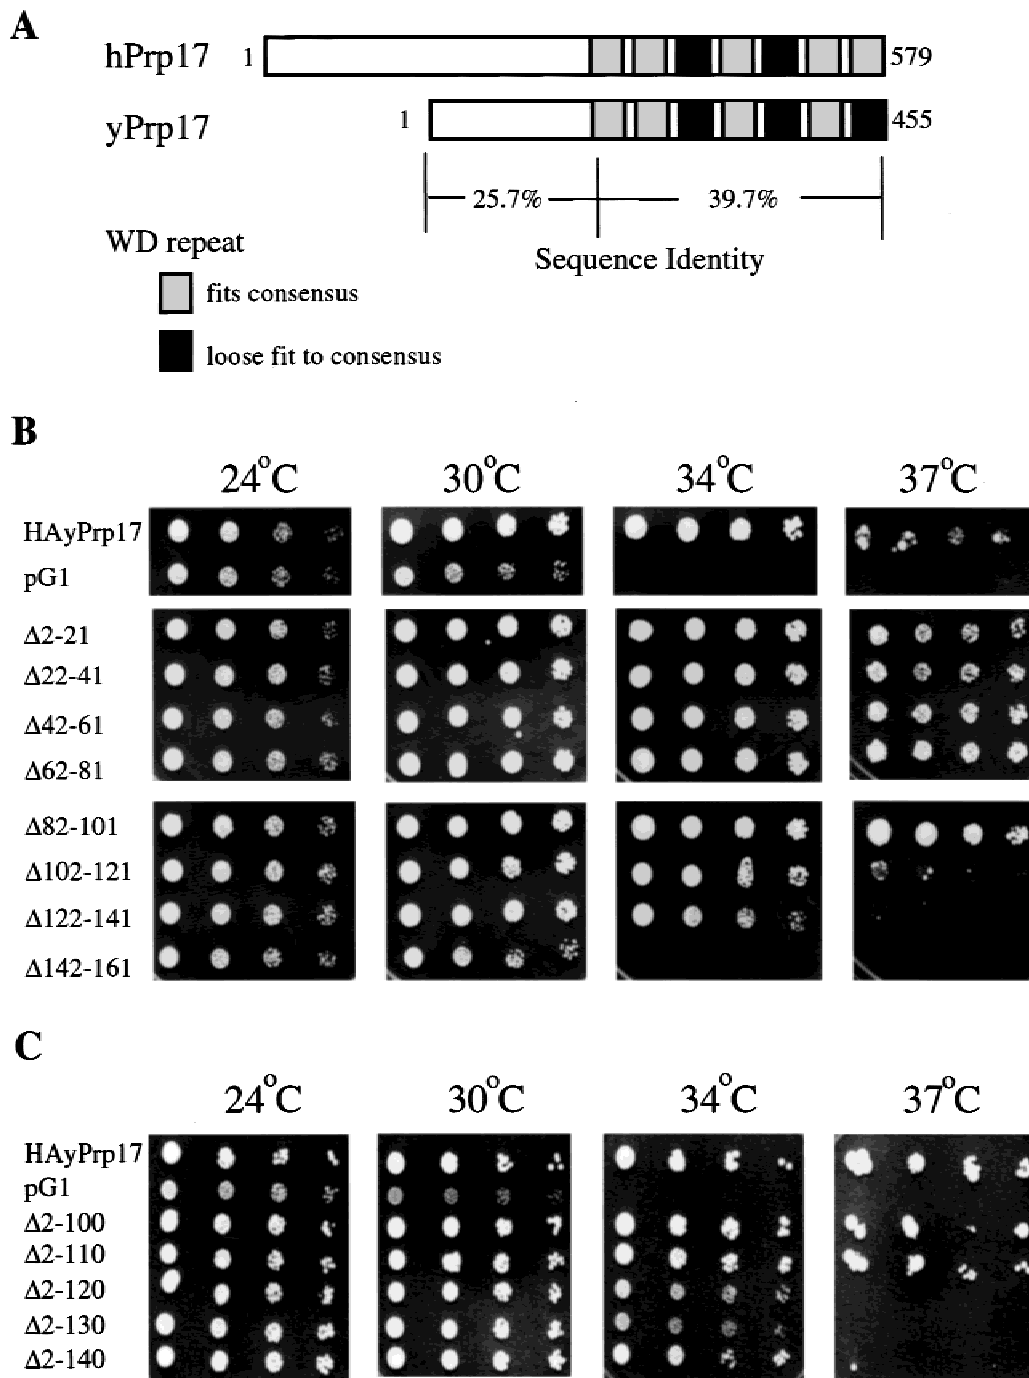 A
hPrp17 1 579
yPrp17 1 455
25.7% 39.7%
WD repeat
Sequence Identity
fits consensus
loose fit to consensus
B
24°C 30°C 34°C 37°C
HAyPrp17
pG1
Δ2-21
Δ22-41
Δ42-61
Δ62-81
Δ82-101
Δ102-121
Δ122-141
Δ142-161
C
24°C 30°C 34°C 37°C
HAyPrp17
pG1
Δ2-100
Δ2-110
Δ2-120
Δ2-130
Δ2-140